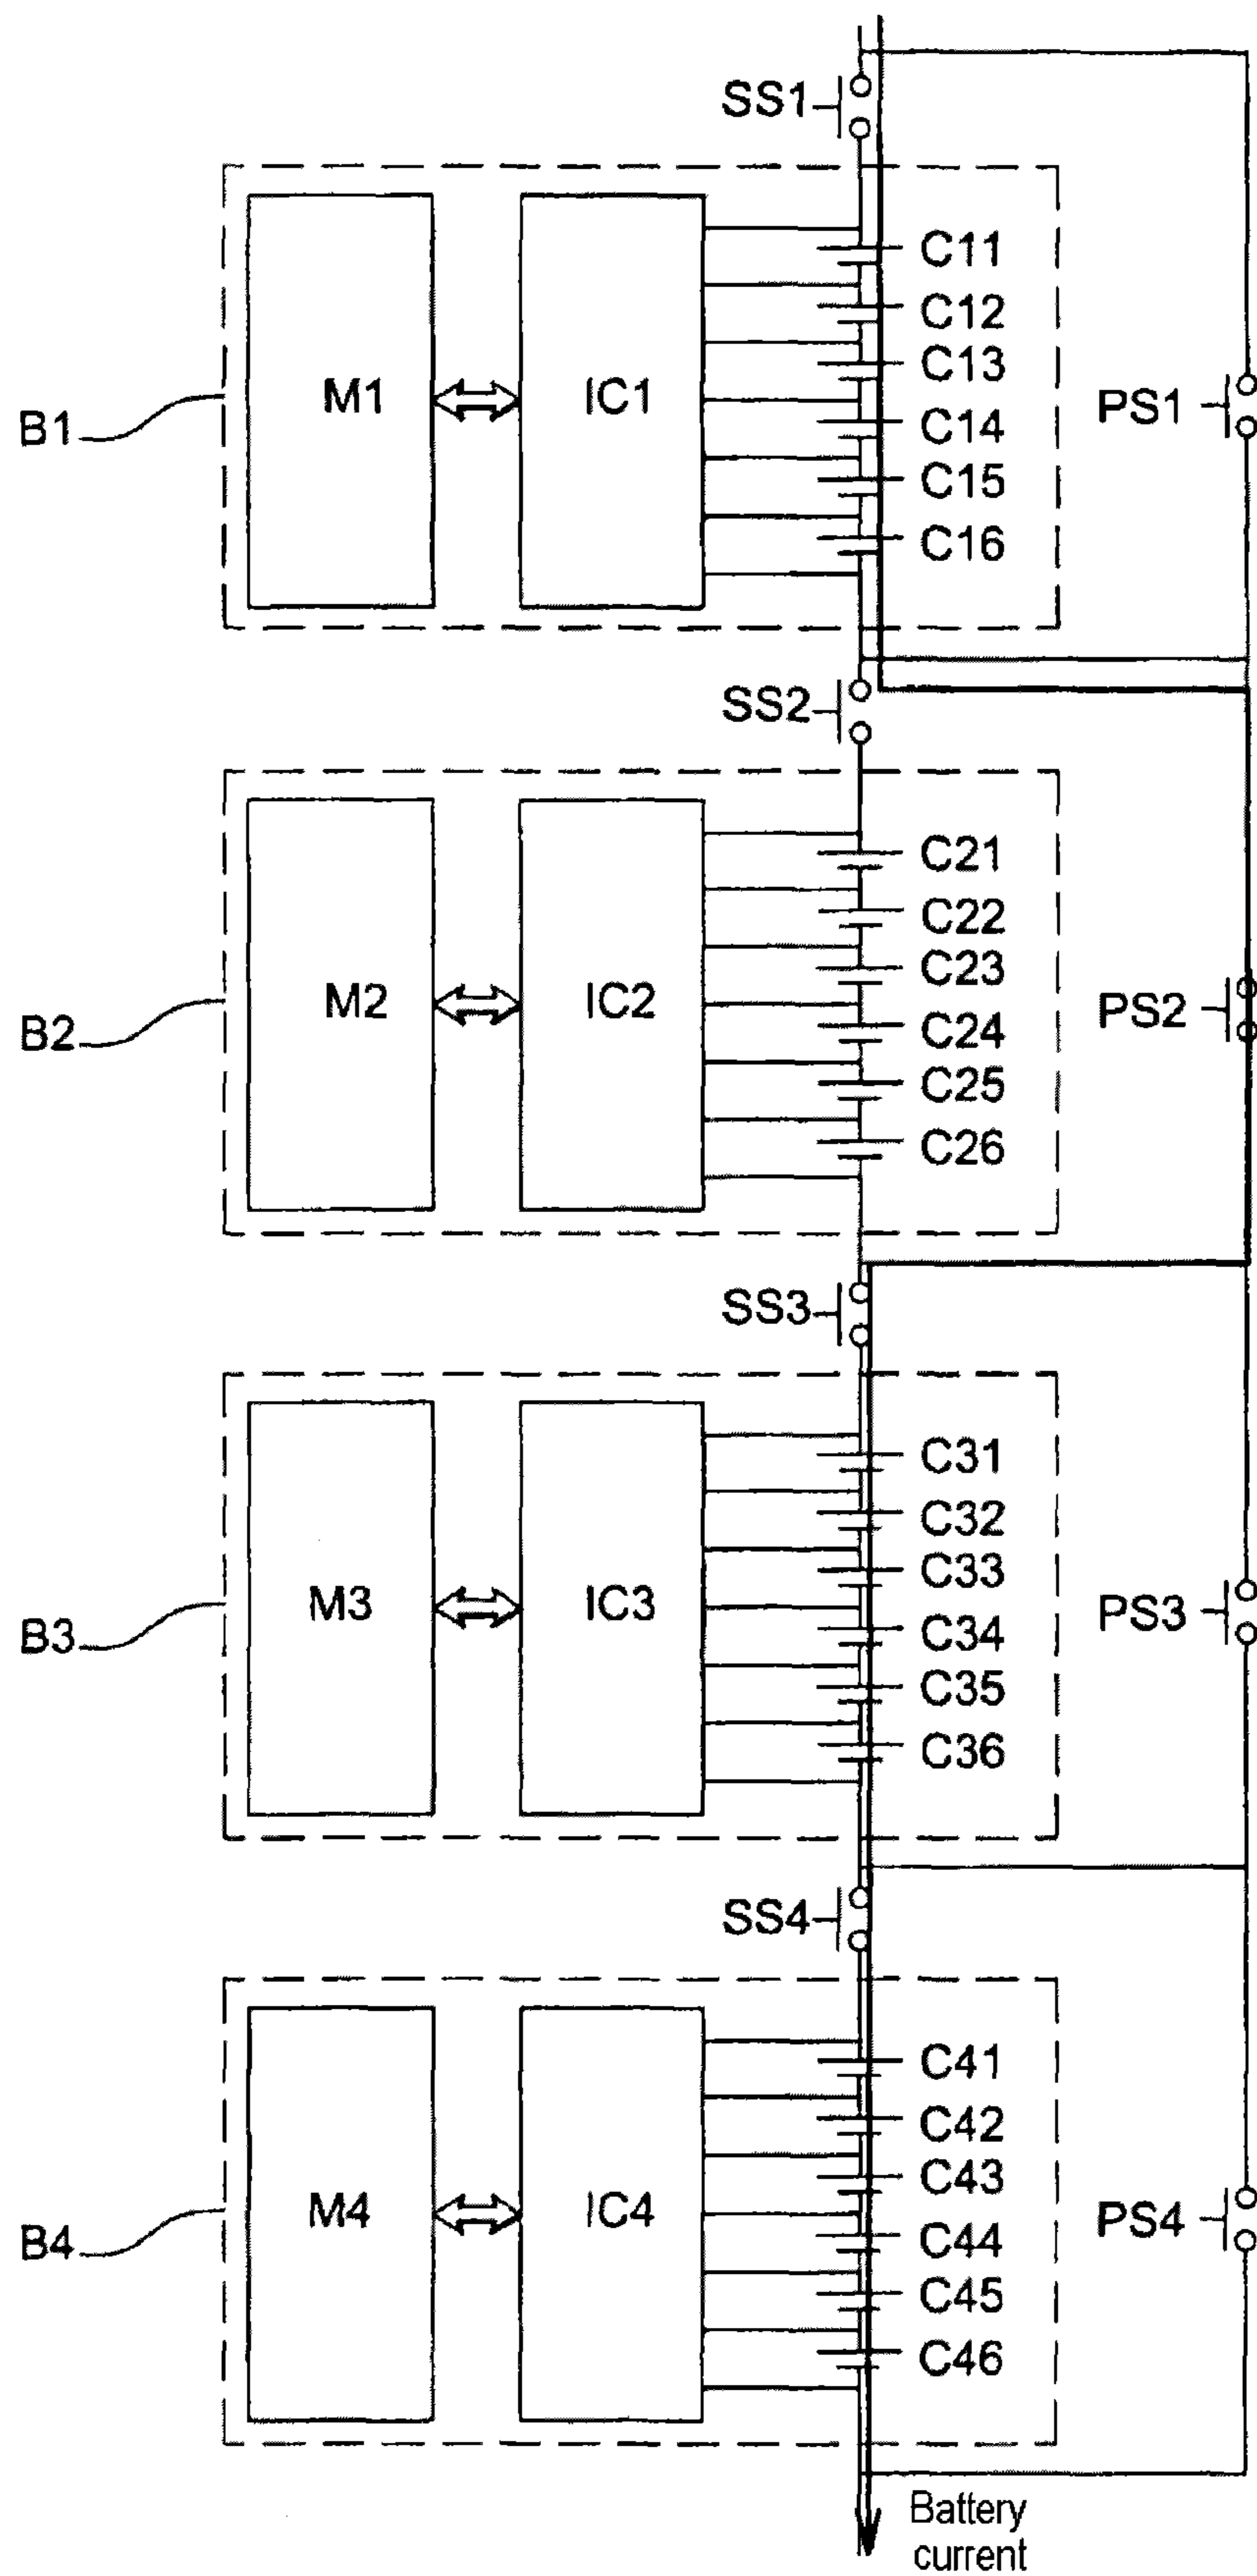 SS1
C11
C12
C13
M1
IC1
PS1
B1
C14
C15
C16
SS2
C21
C22
C23
M2
IC2
PS2
B2
C24
C25
C26
SS3
C31
C32
C33
M3
IC3
PS3
B3
C34
C35
C36
SS4
C41
C42
C43
M4
IC4
PS4
B4
C44
C45
C46
Battery
current